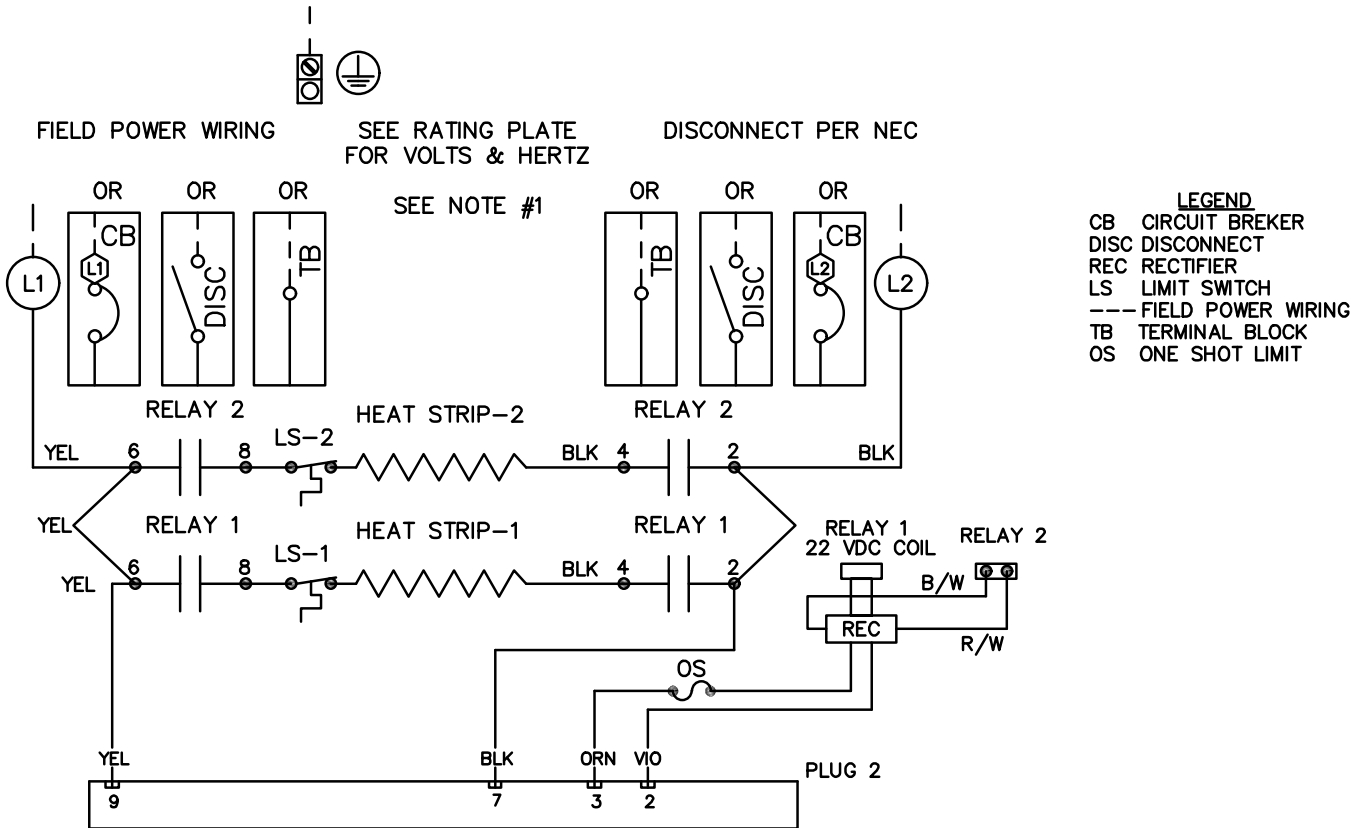 FIELD POWER WIRING
SEE RATING PLATE
FOR VOLTS & HERTZ
DISCONNECT PER NEC
SEE NOTE #1
OR
OR
OR
OR
OR
OR
L1
CB
L1
DISC
TB
TB
DISC
CB
L2
L2
LEGEND
CB CIRCUIT BREKER
DISC DISCONNECT
REC RECTIFIER
LS LIMIT SWITCH
---FIELD POWER WIRING
TB TERMINAL BLOCK
OS ONE SHOT LIMIT
RELAY 2
HEAT STRIP-2
RELAY 2
YEL
6
8
LS-2
BLK
4
2
BLK
YEL
RELAY 1
HEAT STRIP-1
RELAY 1
YEL
6
8
LS-1
BLK
4
2
RELAY 1
22 VDC COIL
RELAY 2
B/W
REC
R/W
OS
YEL
BLK
ORN
VIO
PLUG 2
9
7
3
2